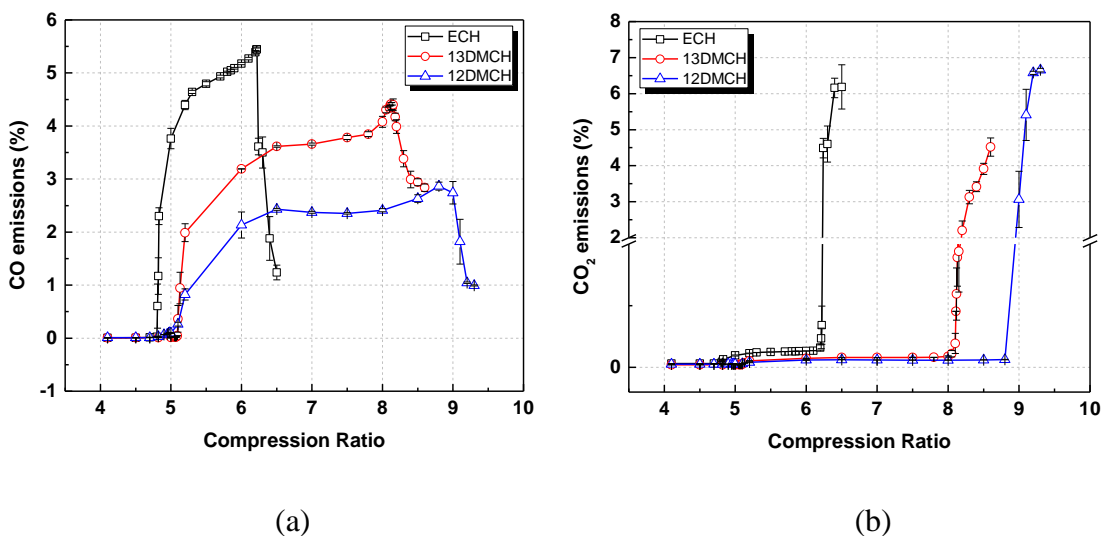 6
5
4
3
2
1
0
-1
CO emissions (%)
4 5 6 7 8 9 10
Compression Ratio
ECH
13DMCH
12DMCH
(a)
8
7
6
5
4
3
2
0
CO₂ emissions (%)
4 5 6 7 8 9 10
Compression Ratio
ECH
13DMCH
12DMCH
(b)